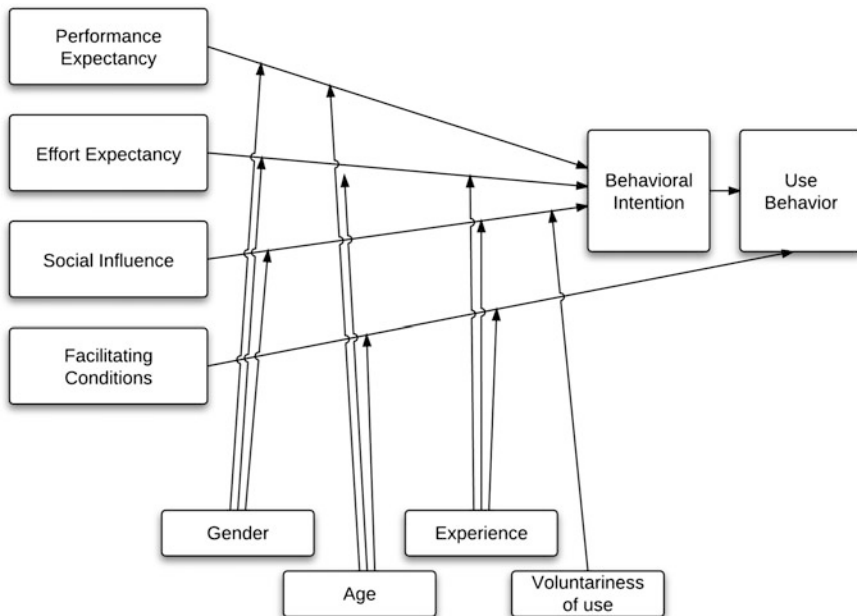 Performance
Expectancy
Effort Expectancy
Social Influence
Facilitating
Conditions
Behavioral
Intention
Use
Behavior
Gender
Experience
Age
Voluntariness
of use